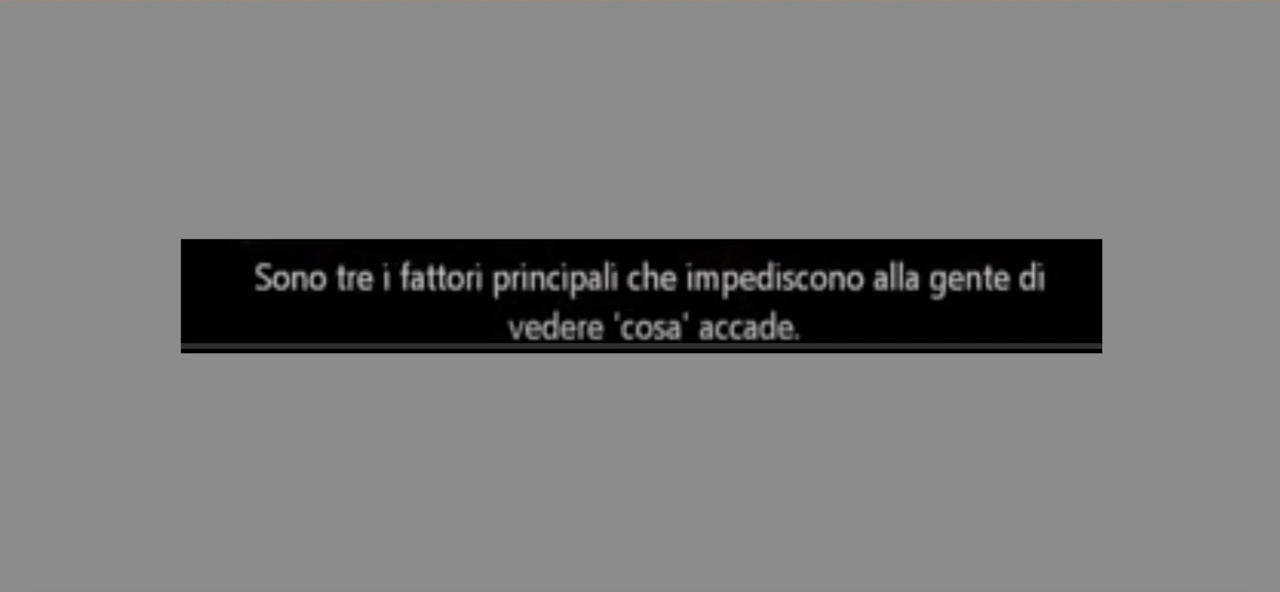 Sono tre i fattori principali che impediscono alla gente di
vedere 'cosa' accade.